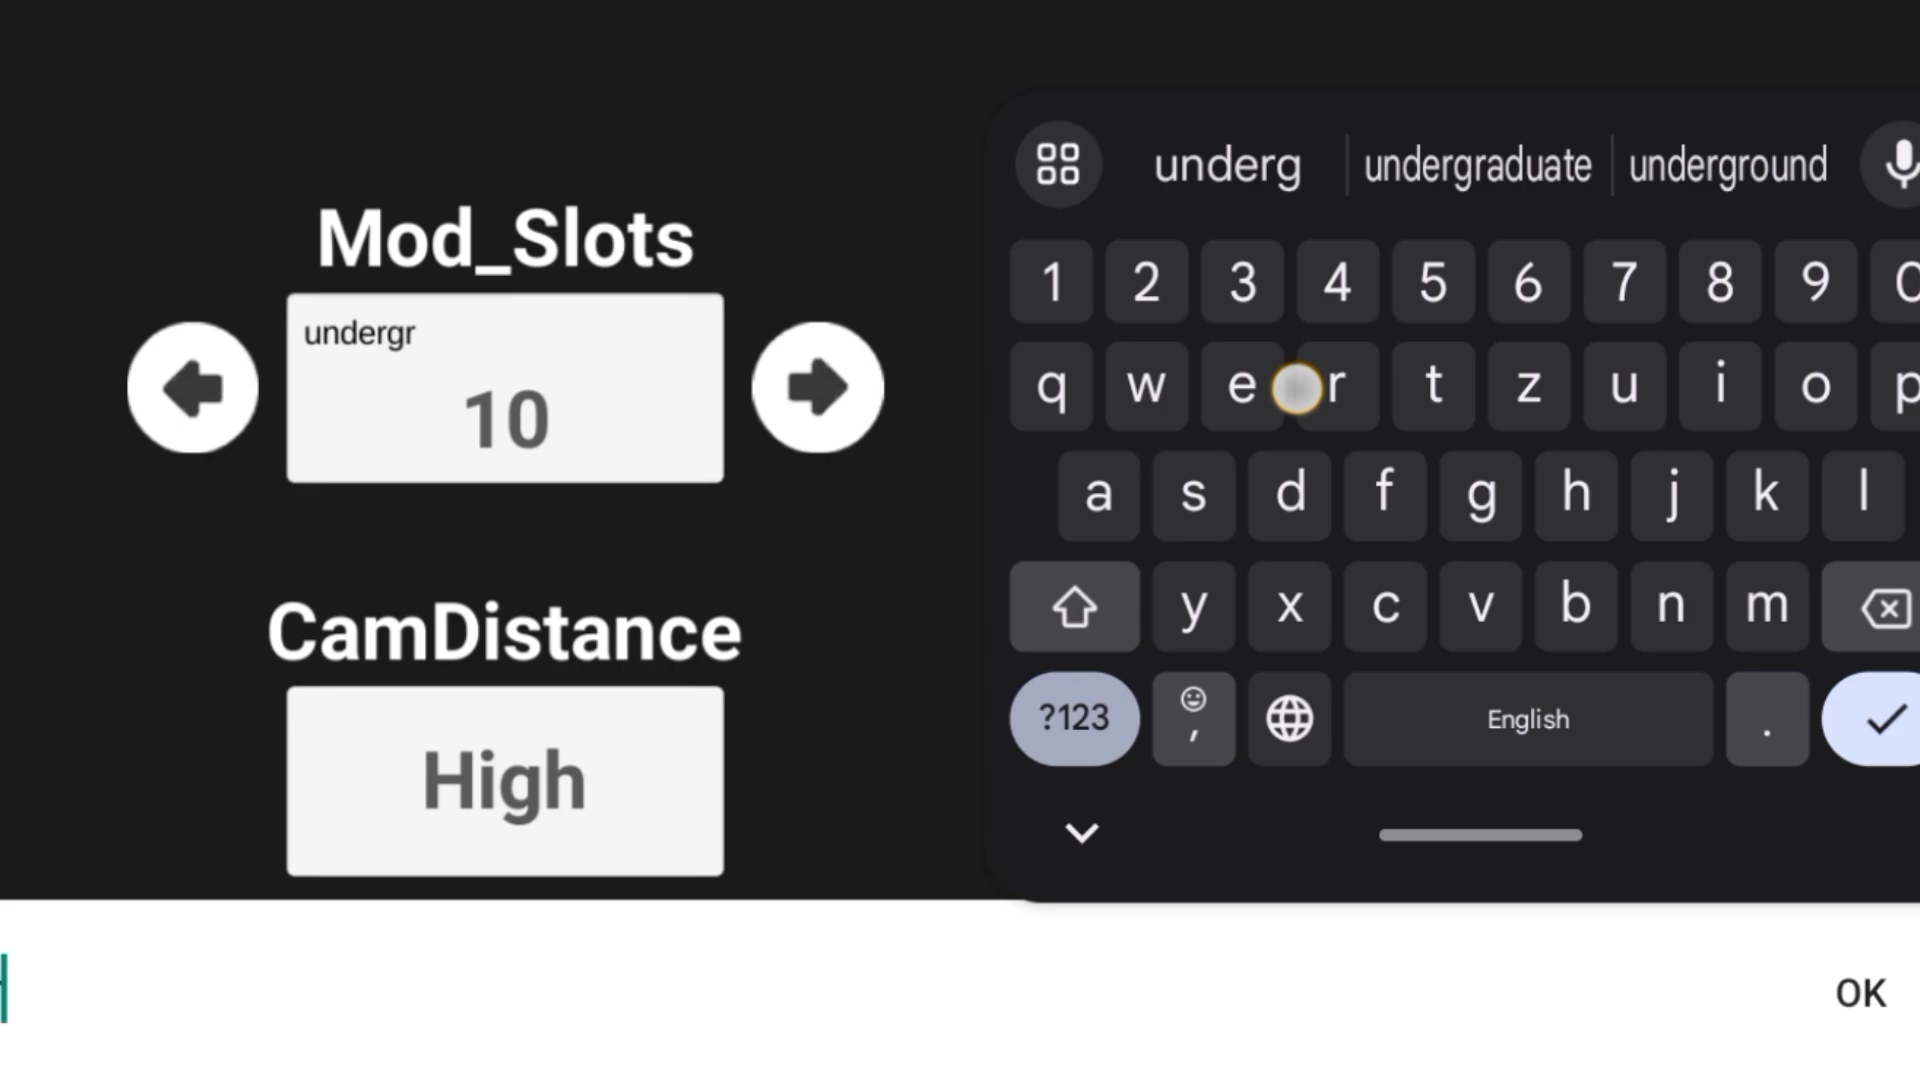 Mod_Slots
undergr
10
CamDistance
High
underg undergraduate underground
1 2 3 4 5 6 7 8 9 0
q w e r t z u i o p
a s d f g h j k l
y x c v b n m
?123 , English .
OK